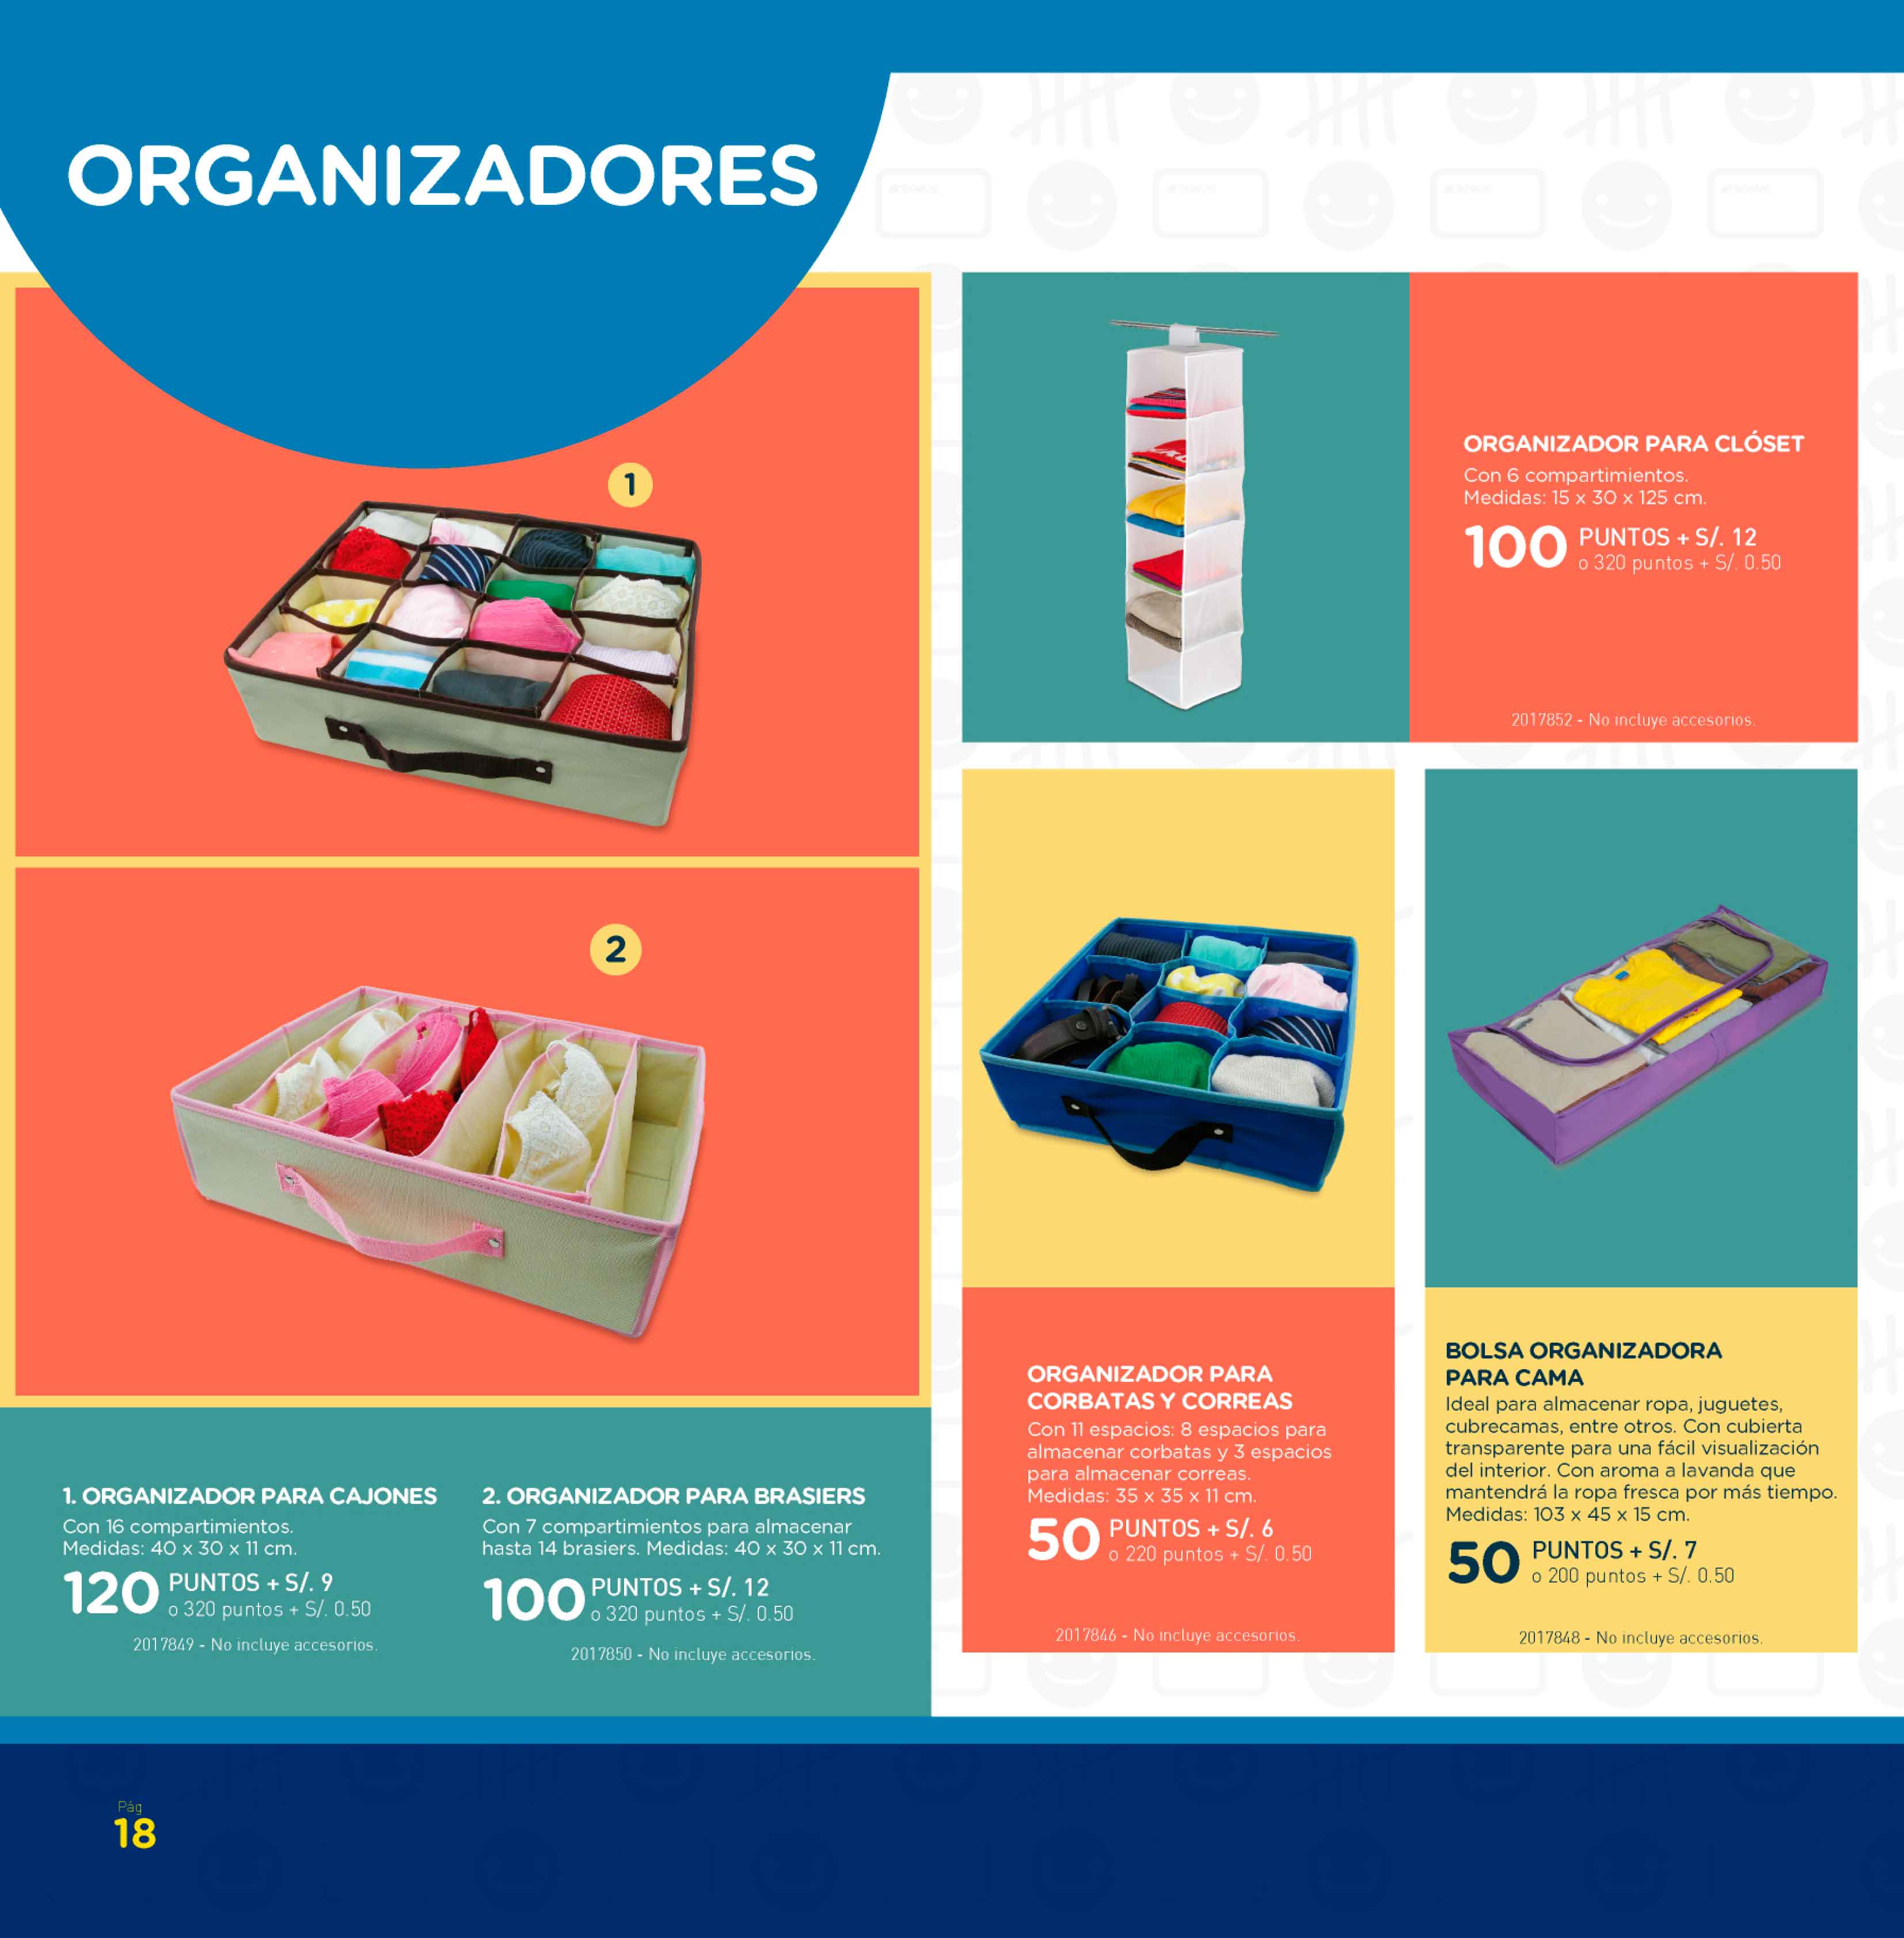 ORGANIZADORES
1
2
1. ORGANIZADOR PARA CAJONES
Con 16 compartimientos.
Medidas: 40 x 30 x 11 cm.
120 PUNTOS + S/. 9
o 320 puntos + S/. 0.50
2017849 - No incluye accesorios.
2. ORGANIZADOR PARA BRASIERS
Con 7 compartimientos para almacenar
hasta 14 brasiers. Medidas: 40 x 30 x 11 cm.
100 PUNTOS + S/. 12
o 320 puntos + S/. 0.50
2017850 - No incluye accesorios.
ORGANIZADOR PARA CLÓSET
Con 6 compartimientos.
Medidas: 15 x 30 x 125 cm.
100 PUNTOS + S/. 12
o 320 puntos + S/. 0.50
2017852 - No incluye accesorios.
ORGANIZADOR PARA
CORBATAS Y CORREAS
Con 11 espacios: 8 espacios para
almacenar corbatas y 3 espacios
para almacenar correas.
Medidas: 35 x 35 x 11 cm.
50 PUNTOS + S/. 6
o 220 puntos + S/. 0.50
2017846 - No incluye accesorios.
BOLSA ORGANIZADORA
PARA CAMA
Ideal para almacenar ropa, juguetes,
cubrecamas, entre otros. Con cubierta
transparente para una fácil visualización
del interior. Con aroma a lavanda que
mantendrá la ropa fresca por más tiempo.
Medidas: 103 x 45 x 15 cm.
50 PUNTOS + S/. 7
o 200 puntos + S/. 0.50
2017848 - No incluye accesorios.
Pág
18